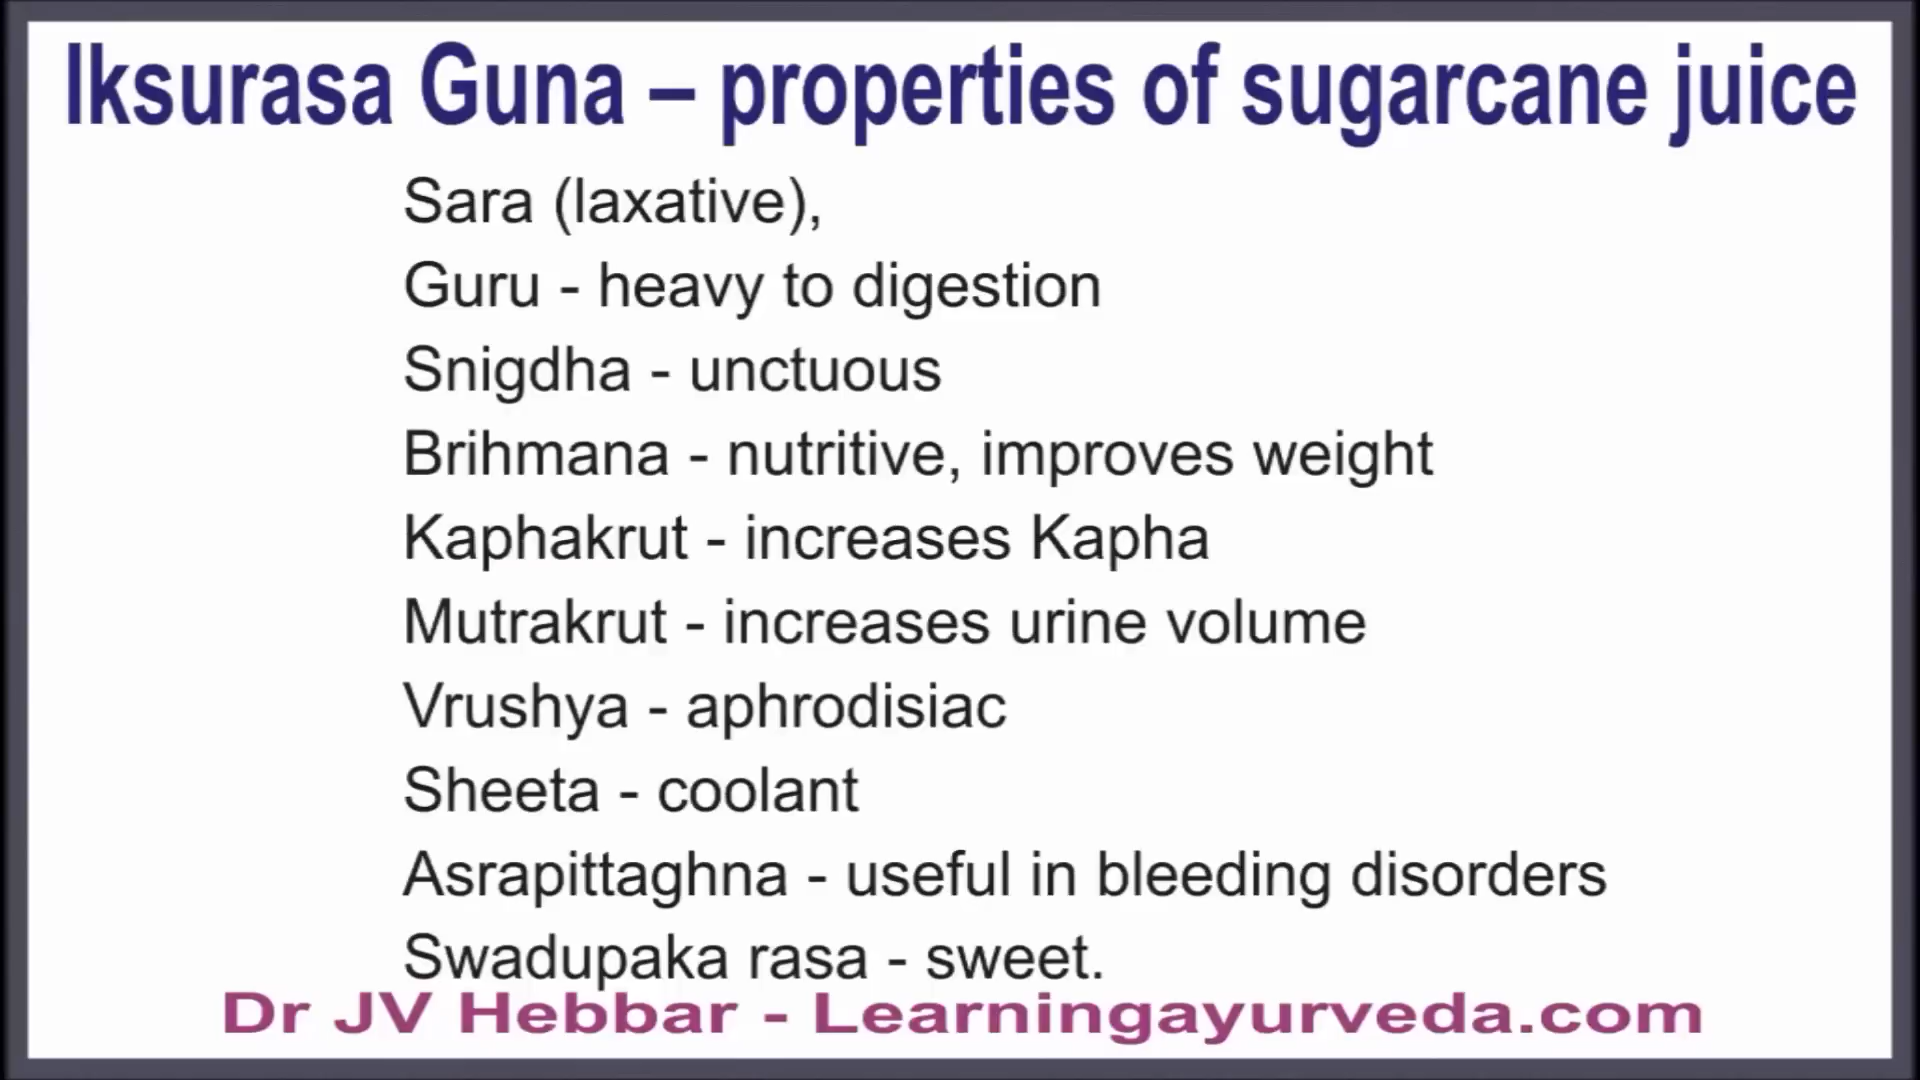 Iksurasa Guna – properties of sugarcane juice
Sara (laxative),
Guru - heavy to digestion
Snigdha - unctuous
Brihmana - nutritive, improves weight
Kaphakrut - increases Kapha
Mutrakrut - increases urine volume
Vrushya - aphrodisiac
Sheeta - coolant
Asrapittaghna - useful in bleeding disorders
Swadupaka rasa - sweet.
Dr JV Hebbar - Learningayurveda.com